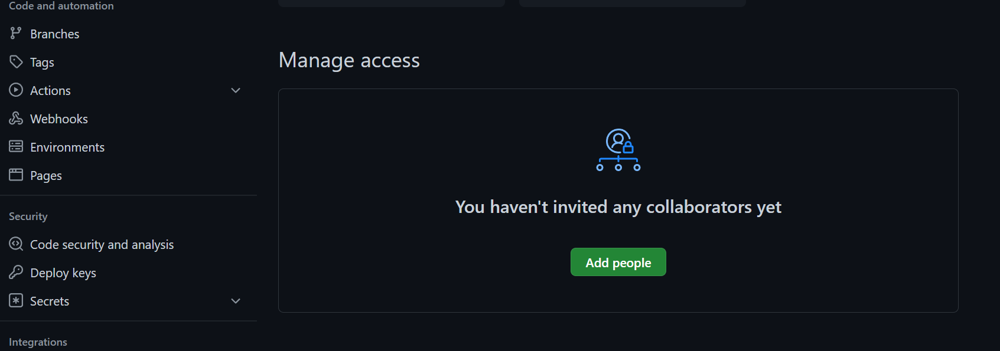 Code and automation
Branches
Tags
Actions
Webhooks
Environments
Pages
Security
Code security and analysis
Deploy keys
Secrets
Integrations
Manage access
You haven't invited any collaborators yet
Add people